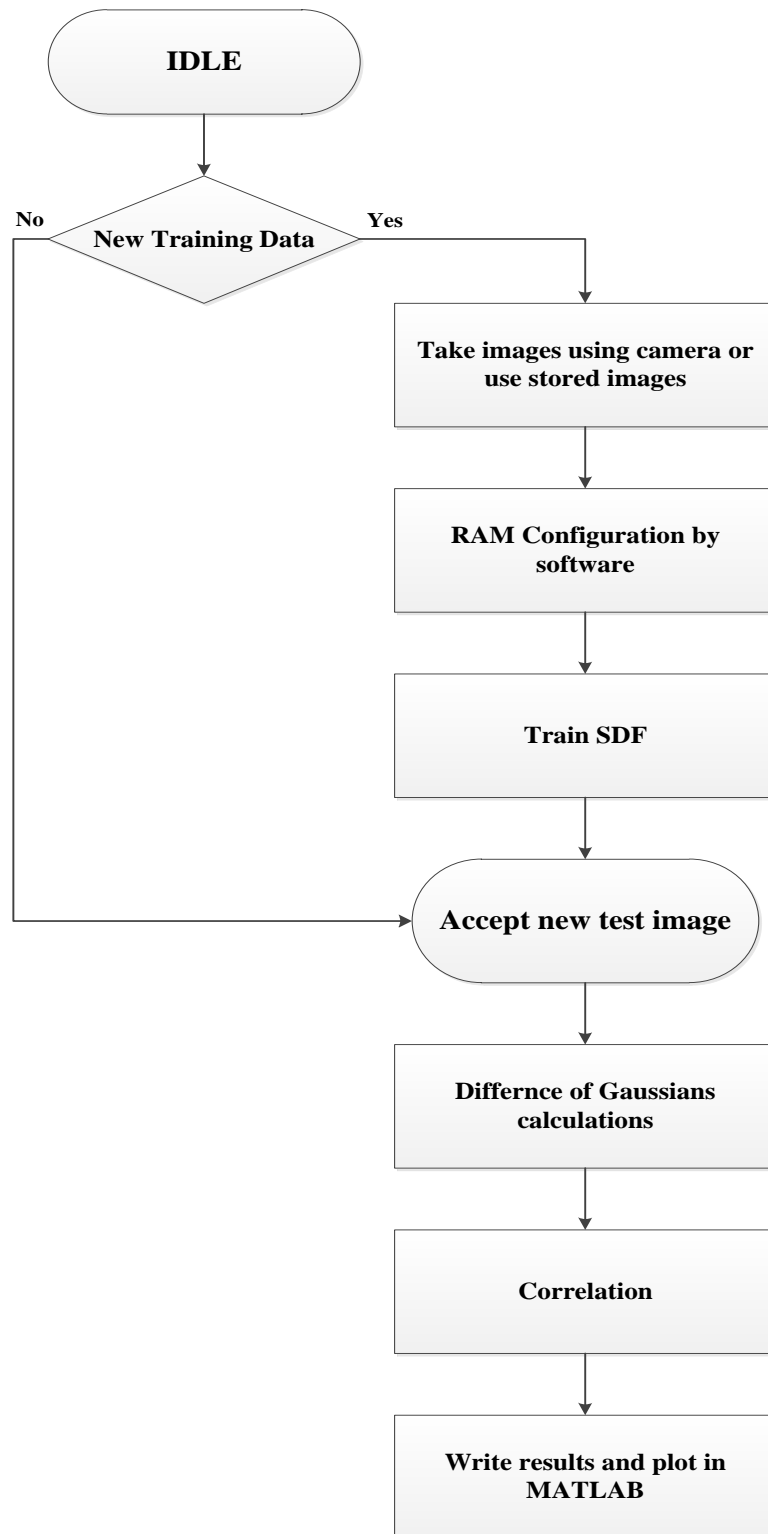 IDLE
No
Yes
New Training Data
Take images using camera or
use stored images
RAM Configuration by
software
Train SDF
Accept new test image
Differnce of Gaussians
calculations
Correlation
Write results and plot in
MATLAB